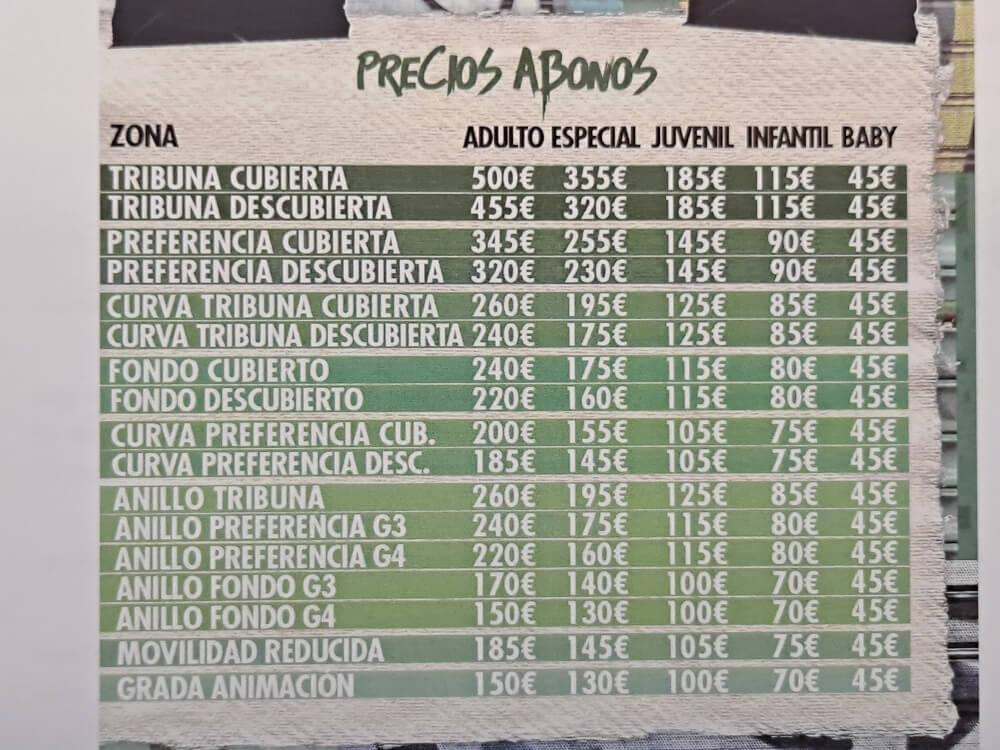 PRECIOS ABONOS
ZONA ADULTO ESPECIAL JUVENIL INFANTIL BABY
TRIBUNA CUBIERTA 500€ 355€ 185€ 115€ 45€
TRIBUNA DESCUBIERTA 455€ 320€ 185€ 115€ 45€
PREFERENCIA CUBIERTA 345€ 255€ 145€ 90€ 45€
PREFERENCIA DESCUBIERTA 320€ 230€ 145€ 90€ 45€
CURVA TRIBUNA CUBIERTA 260€ 195€ 125€ 85€ 45€
CURVA TRIBUNA DESCUBIERTA 240€ 175€ 125€ 85€ 45€
FONDO CUBIERTO 240€ 175€ 115€ 80€ 45€
FONDO DESCUBIERTO 220€ 160€ 115€ 80€ 45€
CURVA PREFERENCIA CUB. 200€ 155€ 105€ 75€ 45€
CURVA PREFERENCIA DESC. 185€ 145€ 105€ 75€ 45€
ANILLO TRIBUNA 260€ 195€ 125€ 85€ 45€
ANILLO PREFERENCIA G3 240€ 175€ 115€ 80€ 45€
ANILLO PREFERENCIA G4 220€ 160€ 115€ 80€ 45€
ANILLO FONDO G3 170€ 140€ 100€ 70€ 45€
ANILLO FONDO G4 150€ 130€ 100€ 70€ 45€
MOVILIDAD REDUCIDA 185€ 145€ 105€ 75€ 45€
GRADA ANIMACIÓN 150€ 130€ 100€ 70€ 45€